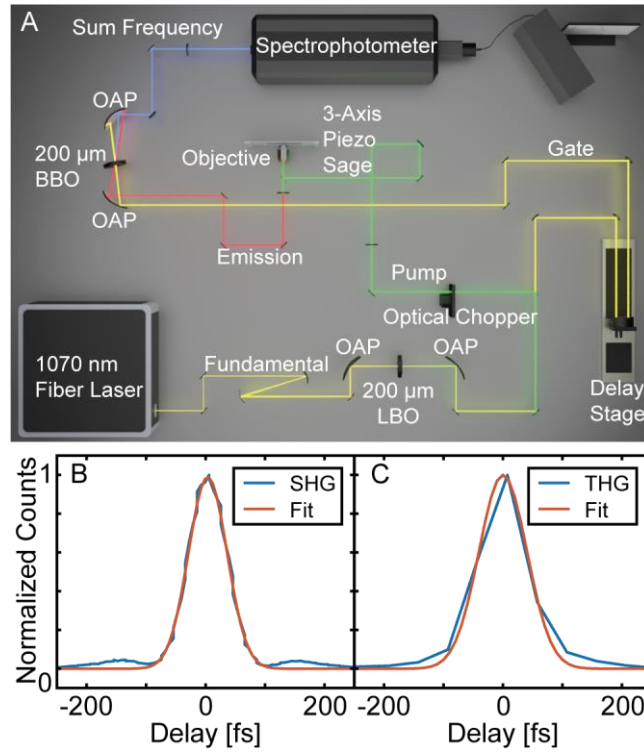 A
Sum Frequency
Spectrophotometer
OAP
3-Axis
Piezo
Sage
200 µm
BBO
Objective
Gate
OAP
Emission
Pump
Optical Chopper
1070 nm
Fiber Laser
Fundamental
OAP
OAP
200 µm
LBO
Delay
Stage
B
SHG
Fit
C
THG
Fit
Normalized Counts
1
0
-200
0
200
-200
0
200
Delay [fs]
Delay [fs]